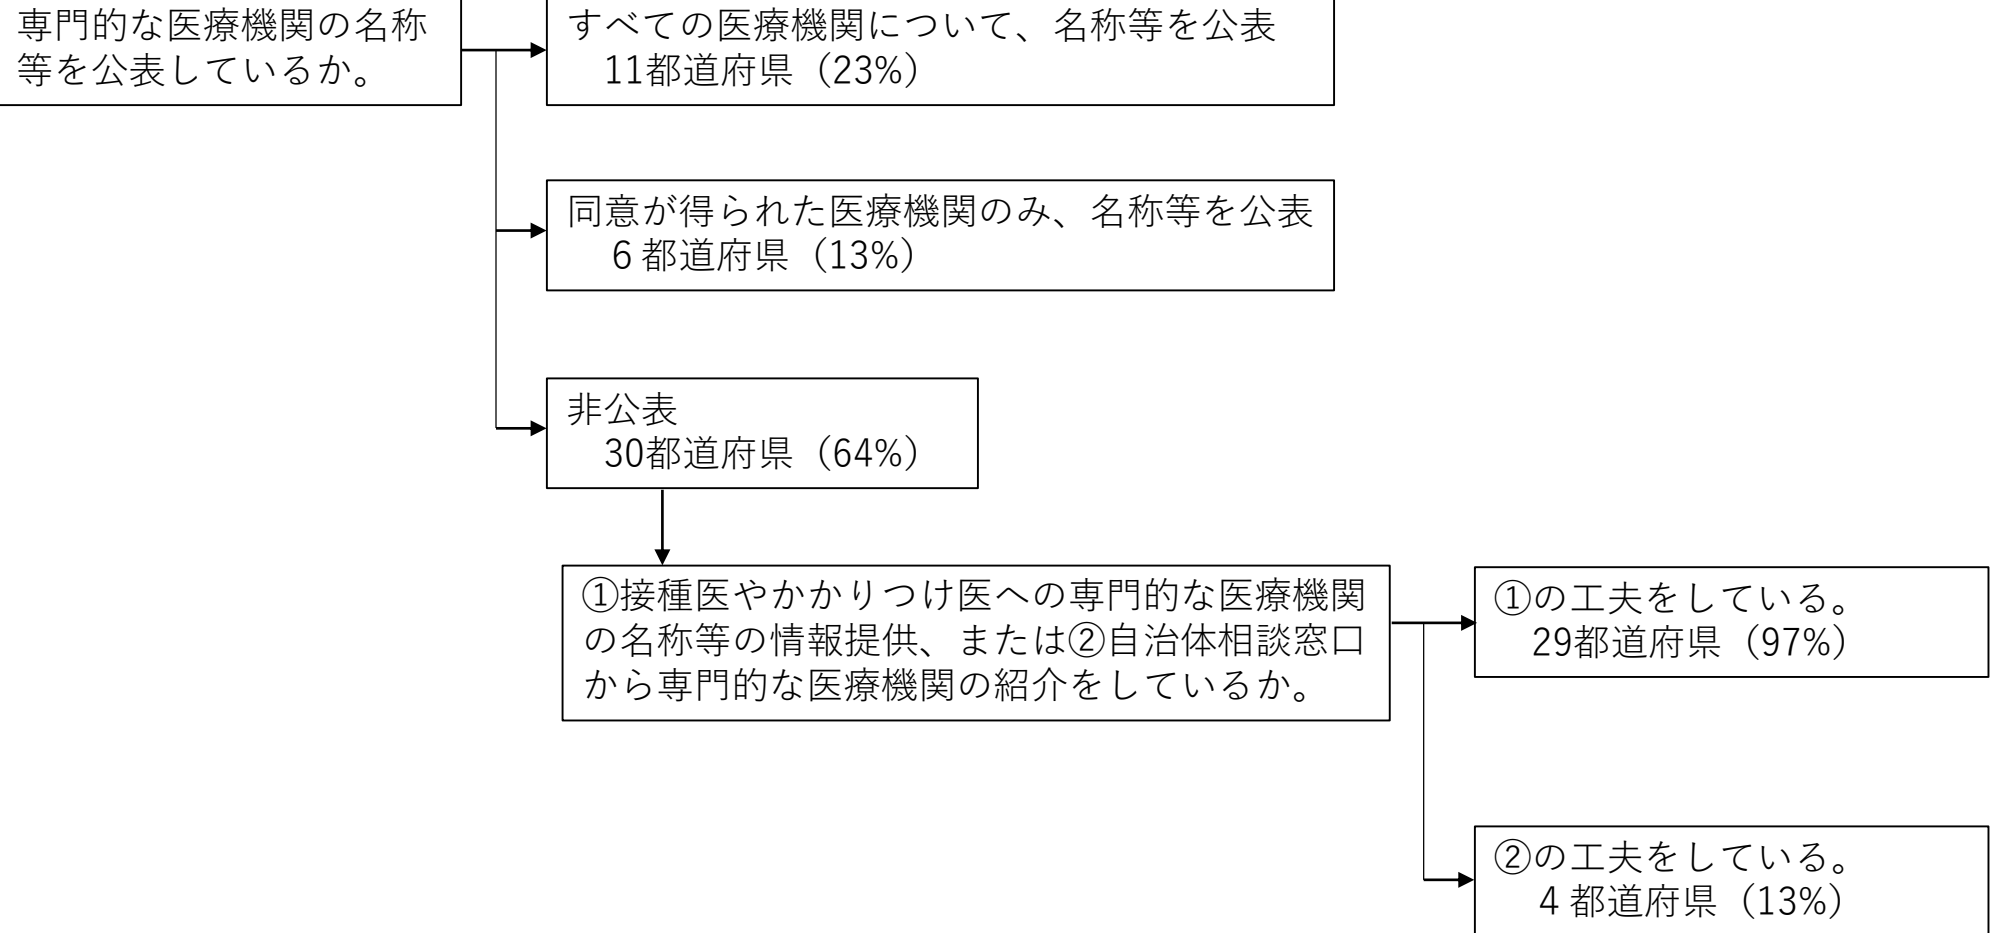 専門的な医療機関の名称
等を公表しているか。
すべての医療機関について、名称等を公表
11都道府県（23%）
同意が得られた医療機関のみ、名称等を公表
6 都道府県（13%）
非公表
30都道府県（64%）
①接種医やかかりつけ医への専門的な医療機関
の名称等の情報提供、または②自治体相談窓口
から専門的な医療機関の紹介をしているか。
①の工夫をしている。
29都道府県（97%）
②の工夫をしている。
4 都道府県（13%）